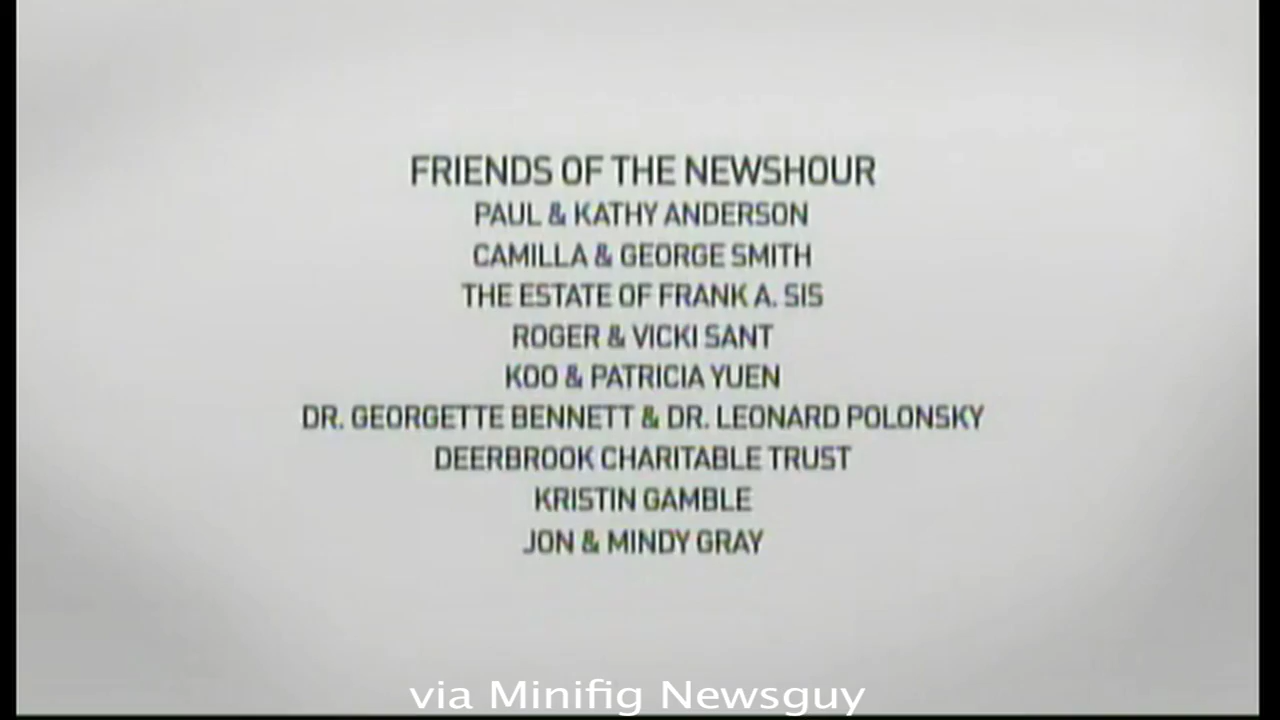 FRIENDS OF THE NEWSHOUR
PAUL & KATHY ANDERSON
CAMILLA & GEORGE SMITH
THE ESTATE OF FRANK A. SIS
ROGER & VICKI SANT
KOO & PATRICIA YUEN
DR. GEORGETTE BENNETT & DR. LEONARD POLONSKY
DEERBROOK CHARITABLE TRUST
KRISTIN GAMBLE
JON & MINDY GRAY
via Minifig Newsguy